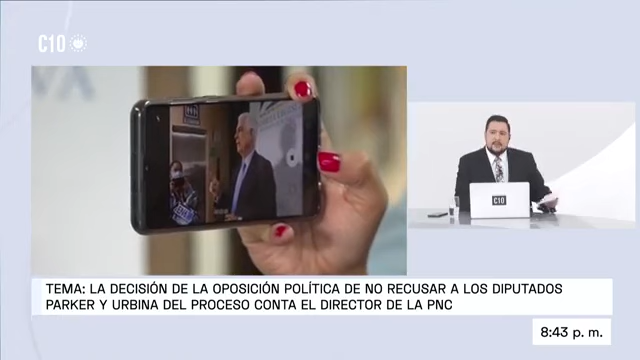 C10
TEMA: LA DECISIÓN DE LA OPOSICIÓN POLÍTICA DE NO RECUSAR A LOS DIPUTADOS
PARKER Y URBINA DEL PROCESO CONTA EL DIRECTOR DE LA PNC
C10
8:43 p. m.